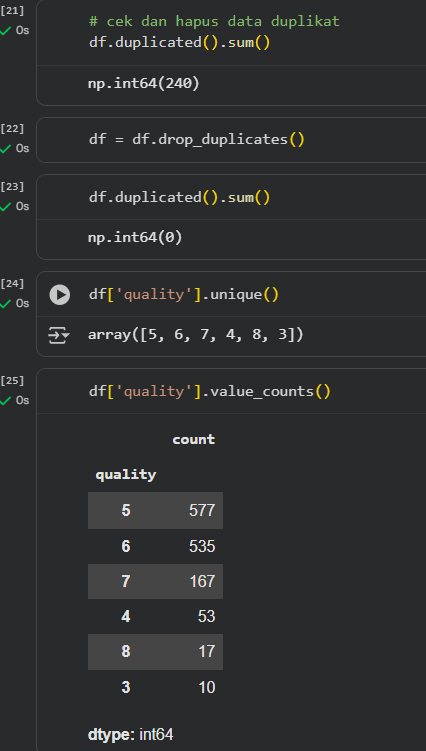 [21]
0s
# cek dan hapus data duplikat
df.duplicated().sum()
np.int64(240)
[22]
0s
df = df.drop_duplicates()
[23]
0s
df.duplicated().sum()
np.int64(0)
[24]
0s
df['quality'].unique()
array([5, 6, 7, 4, 8, 3])
[25]
0s
df['quality'].value_counts()
count
quality
5 577
6 535
7 167
4 53
8 17
3 10
dtype: int64